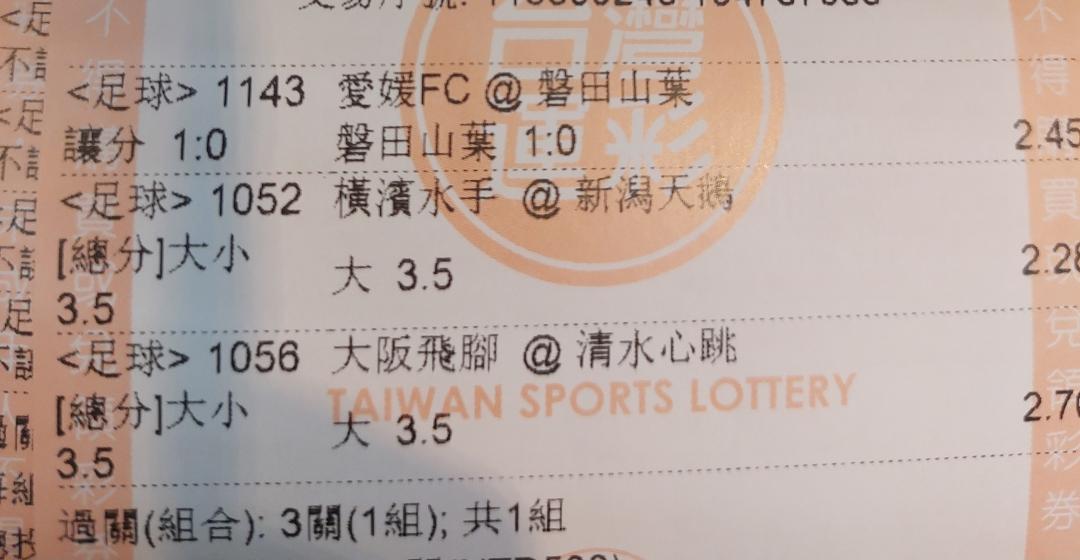 <足球> 1143 愛媛FC @ 磐田山葉
讓分 1:0 磐田山葉 1:0 2.45
<足球> 1052 橫濱水手 @ 新潟天鵝
[總分]大小 大 3.5 2.28
3.5
<足球> 1056 大阪飛腳 @ 清水心跳
TAIWAN SPORTS LOTTERY
[總分]大小 大 3.5 2.70
3.5
過關(組合): 3關(1組); 共1組